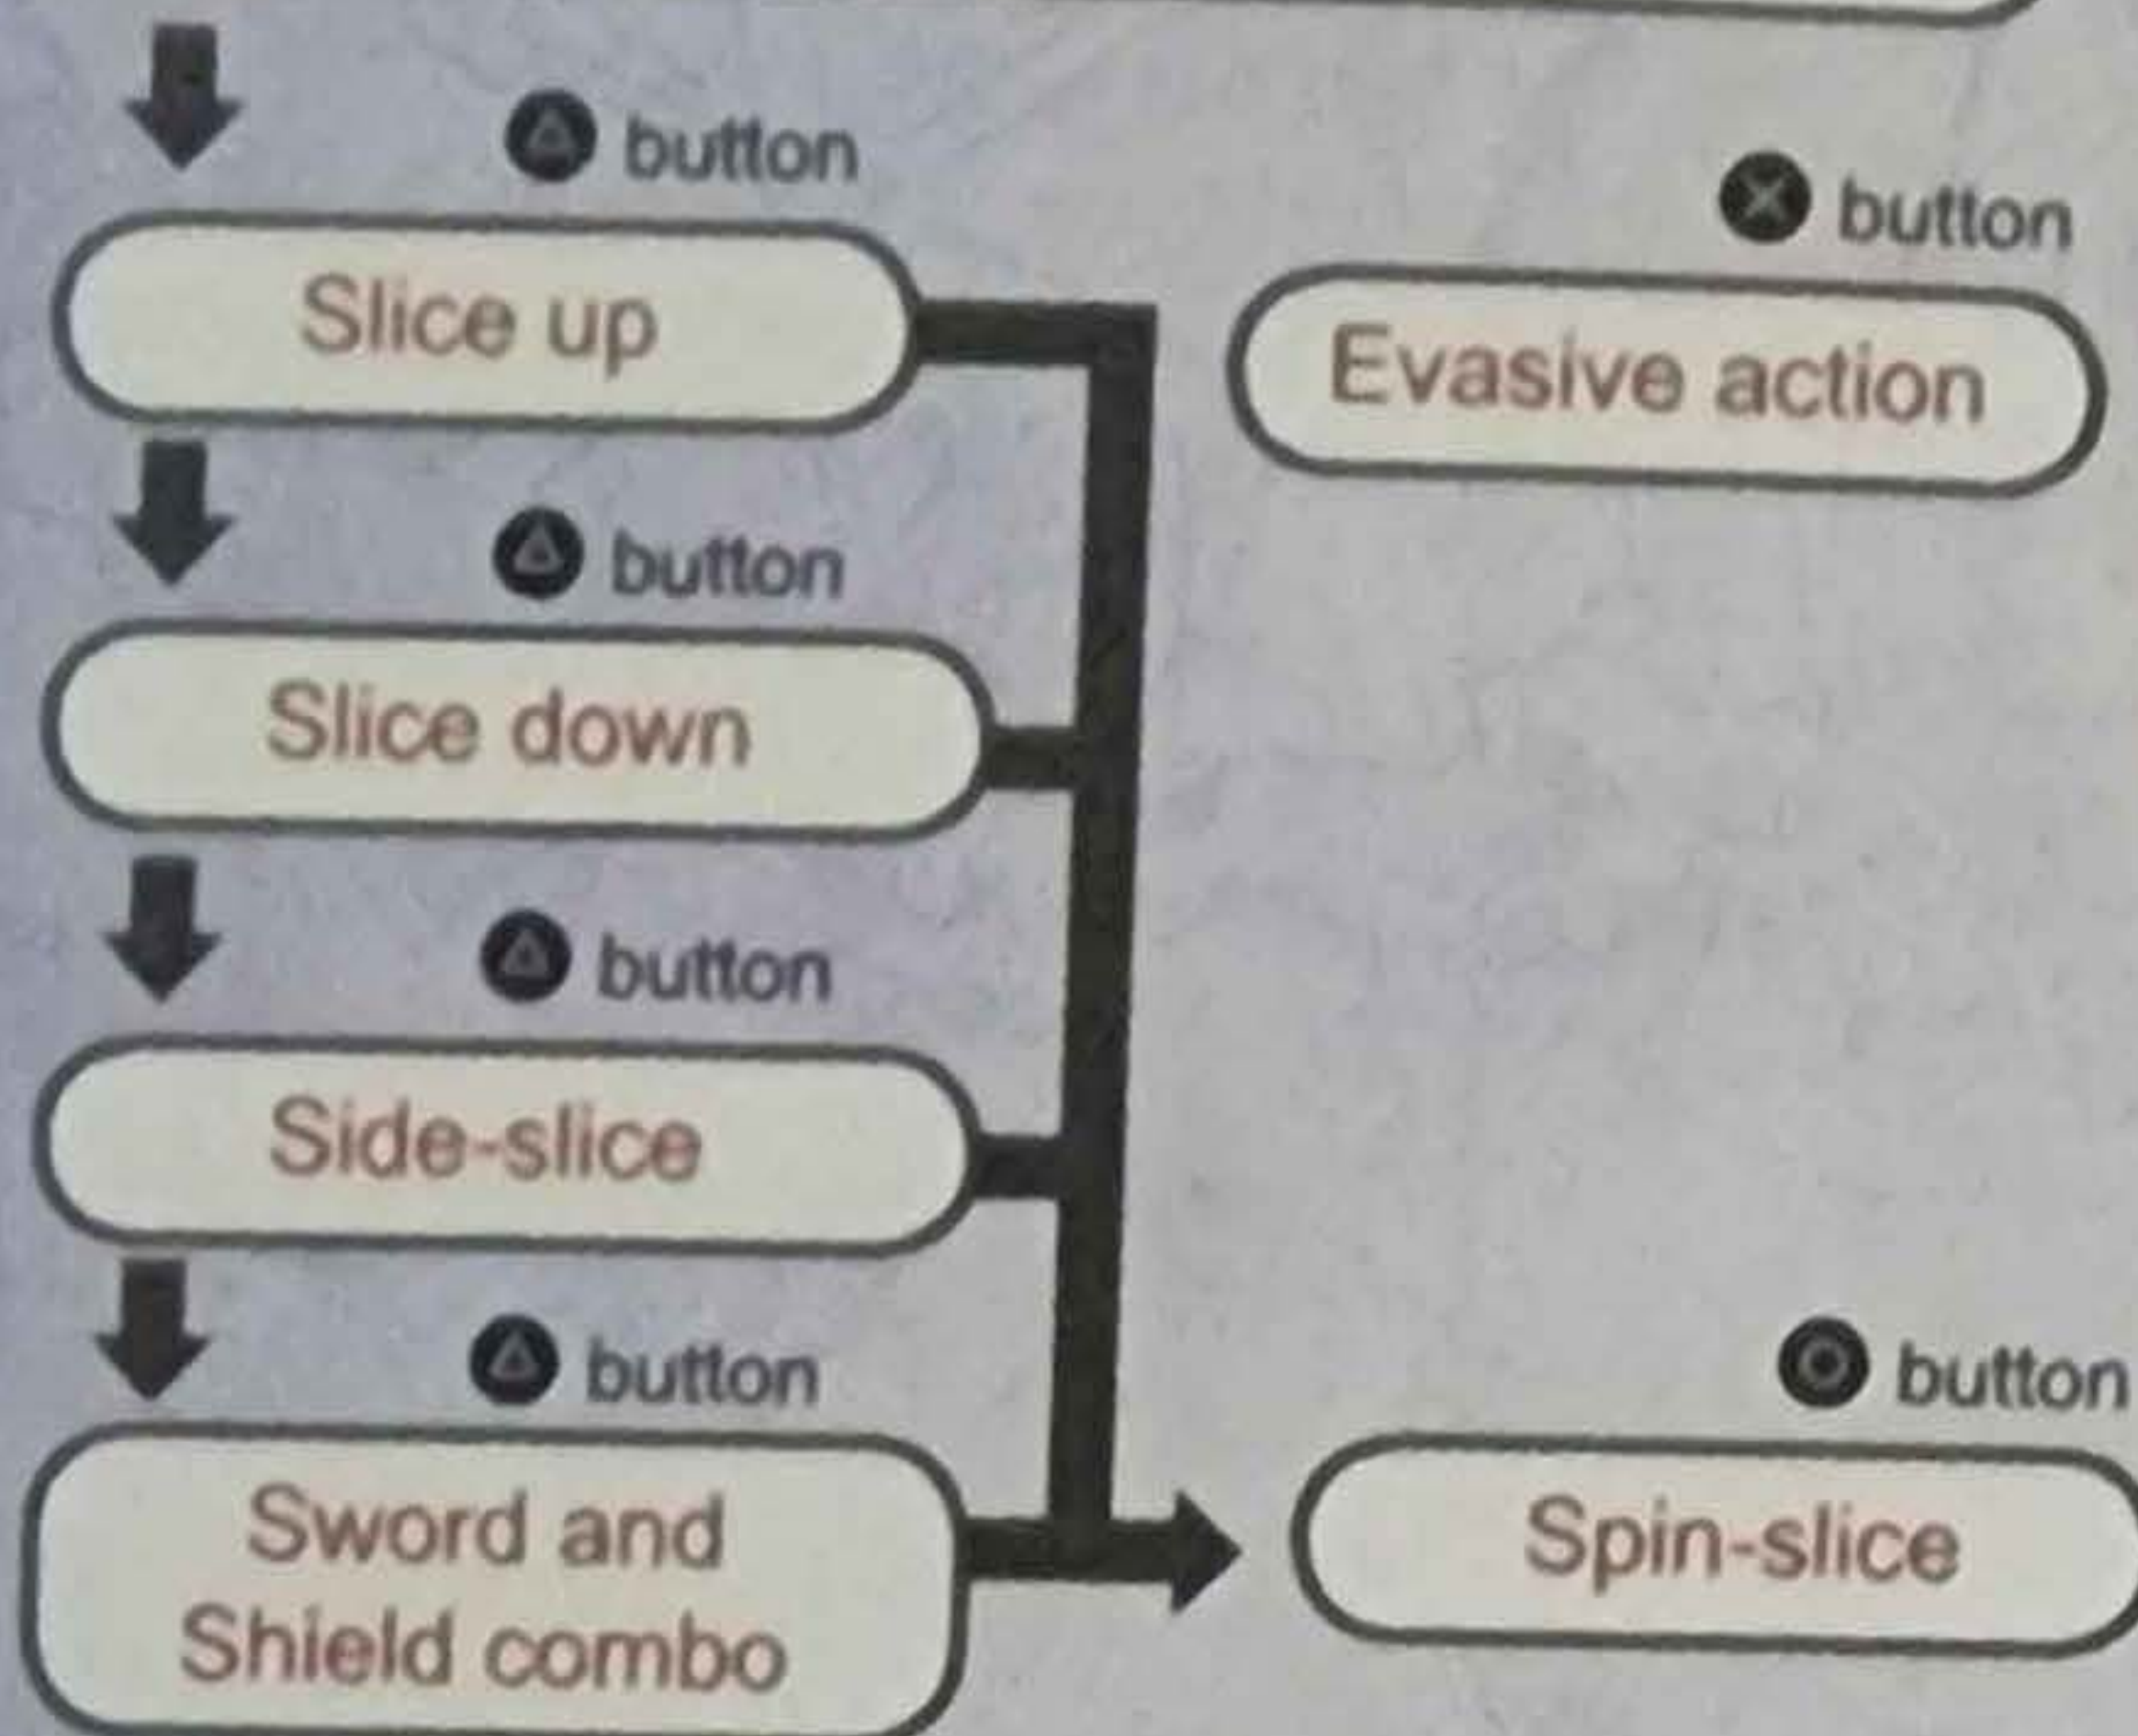 button
button
Slice up
Evasive action
button
Slice down
button
Side-slice
button
button
Sword and
Shield combo
Spin-slice